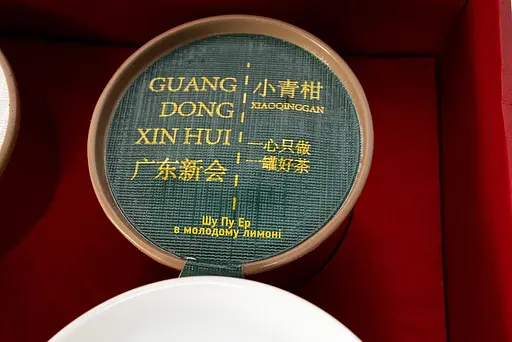 GUANG
DONG
XIN HUI
广东新会
小青柑
XIAOQINGGAN
一心只做
一罐好茶
Шу Пу Ер
в молодому лимоні